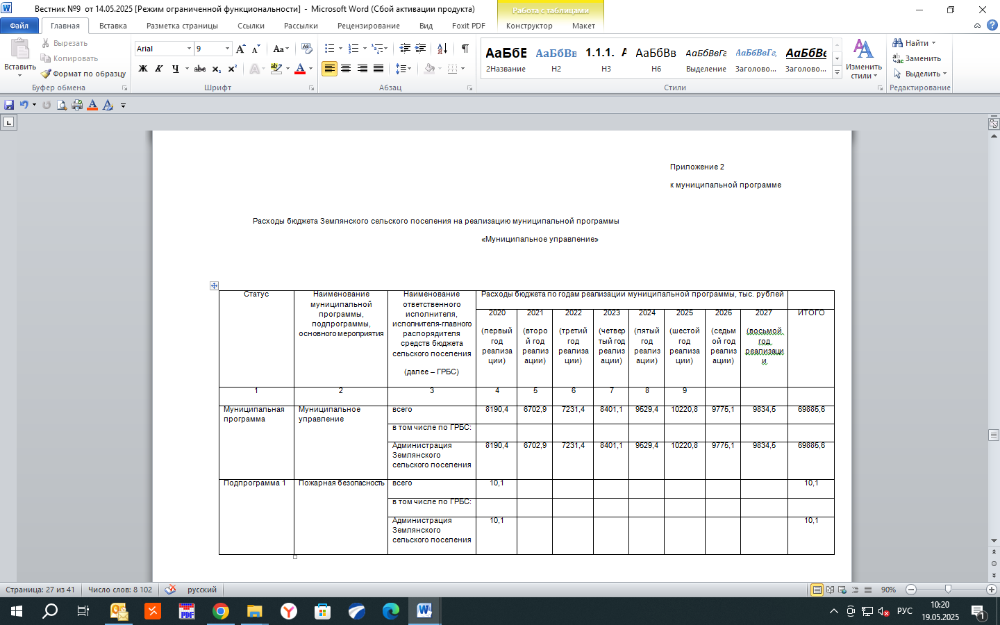 Вестник №9 от 14.05.2025 [Режим ограниченной функциональности] - Microsoft Word (Сбой активации продукта)
Работа с таблицами
Файл Главная Вставка Разметка страницы Ссылки Рассылки Рецензирование Вид Foxit PDF Конструктор Макет
Вставить
Вырезать
Копировать
Формат по образцу
Буфер обмена
Arial 9
Ж К Ч abc x₂ x²
Шрифт
Абзац
АаБбВ АаБбВв 1.1.1. А АаБбВв АаБбВвГг АаБбВвГг, АаБбВв
2Название H2 H3 H6 Выделение Заголово... Заголово...
Стили
Изменить
стили
Найти
Заменить
Выделить
Редактирование
Приложение 2
к муниципальной программе
Расходы бюджета Землянского сельского поселения на реализацию муниципальной программы
«Муниципальное управление»
Статус
Наименование
муниципальной
программы,
подпрограммы,
основного мероприятия
Наименование
ответственного
исполнителя,
исполнителя-главного
распорядителя
средств бюджета
сельского поселения
(далее – ГРБС)
Расходы бюджета по годам реализации муниципальной программы, тыс. рублей
2020
(первый
год
реализа
ции)
2021
(второ
й год
реализ
ации)
2022
(третий
год
реализа
ции)
2023
(четвер
тый год
реализ
ации)
2024
(пятый
год
реализ
ации)
2025
(шестой
год
реализа
ции)
2026
(седьм
ой год
реализ
ации)
2027
(восьмой
год
реализаци
и
ИТОГО
1 2 3 4 5 6 7 8 9
Муниципальная
программа
Муниципальное
управление
всего 8190,4 6702,9 7231,4 8401,1 9529,4 10220,8 9775,1 9834,5 69885,6
в том числе по ГРБС:
Администрация
Землянского
сельского поселения
8190,4 6702,9 7231,4 8401,1 9529,4 10220,8 9775,1 9834,5 69885,6
Подпрограмма 1 Пожарная безопасность всего 10,1 10,1
в том числе по ГРБС:
Администрация
Землянского
сельского поселения
10,1 10,1
Страница: 27 из 41 Число слов: 8 102 русский 90%
РУС
10:20
19.05.2025
1